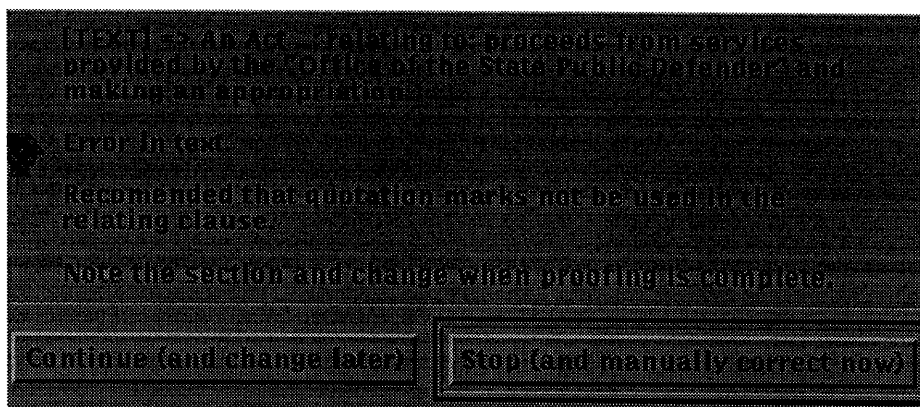 [TEXT] => An Act ... relating to: proceeds from services
provided by the "Office of the State Public Defender" and
making an appropriation.
Error in text.
Recomended that quotation marks not be used in the
relating clause.
Note the section and change when proofing is complete.
Continue (and change later)
Stop (and manually correct now)